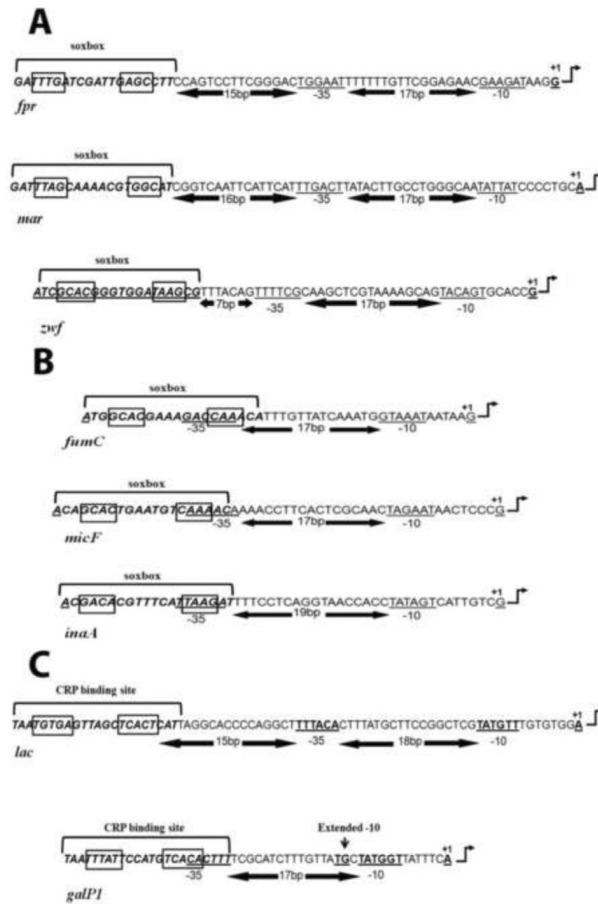 A
soxbox
+1
GATTTGATCGATTGAGCCTTCCAGTCCTTCGGGACTGGAATTTTTTTGTTCGGAGAACGAAGATAAGG
15bp -35 17bp -10
fpr
soxbox
+1
GATTTAGCAAAACGTGGCATCGGTCAATTCATTCATTTGACTTATACTTGCCTGGGCAATATTATCCCCTGCA
16bp -35 17bp -10
mar
soxbox
+1
ATCGCACGGGTGGATAAGCGTTTACAGTTTTCGCAAGCTCGTAAAAGCAGTACAGTGCACCG
7bp -35 17bp -10
zwf
B
soxbox
+1
ATGGCACGAAAGACCAAACATTTGTTATCAAATGGTAAATAATAAG
-35 17bp -10
fumC
soxbox
+1
ACAGCACTGAATGTCAAAACAAAACCTTCACTCGCAACTAGAATAACTCCCG
-35 17bp -10
micF
soxbox
+1
ACGACACGTTTCATTAAGATTTTCCTCAGGTAACCACCTATAGTCATTGTCG
-35 19bp -10
inaA
C
CRP binding site
+1
TAATGTGAGTTAGCTCACTCATTAGGCACCCCAGGCTTTTACACTTTATGCTTCCGGCTCGTATGTTTGTGTGGA
15bp -35 18bp -10
lac
CRP binding site Extended -10
+1
TAATTTATTCCATGTCACACTTTTCGCATCTTTGTTATGCTATGGTTATTTCA
-35 17bp -10
galP1